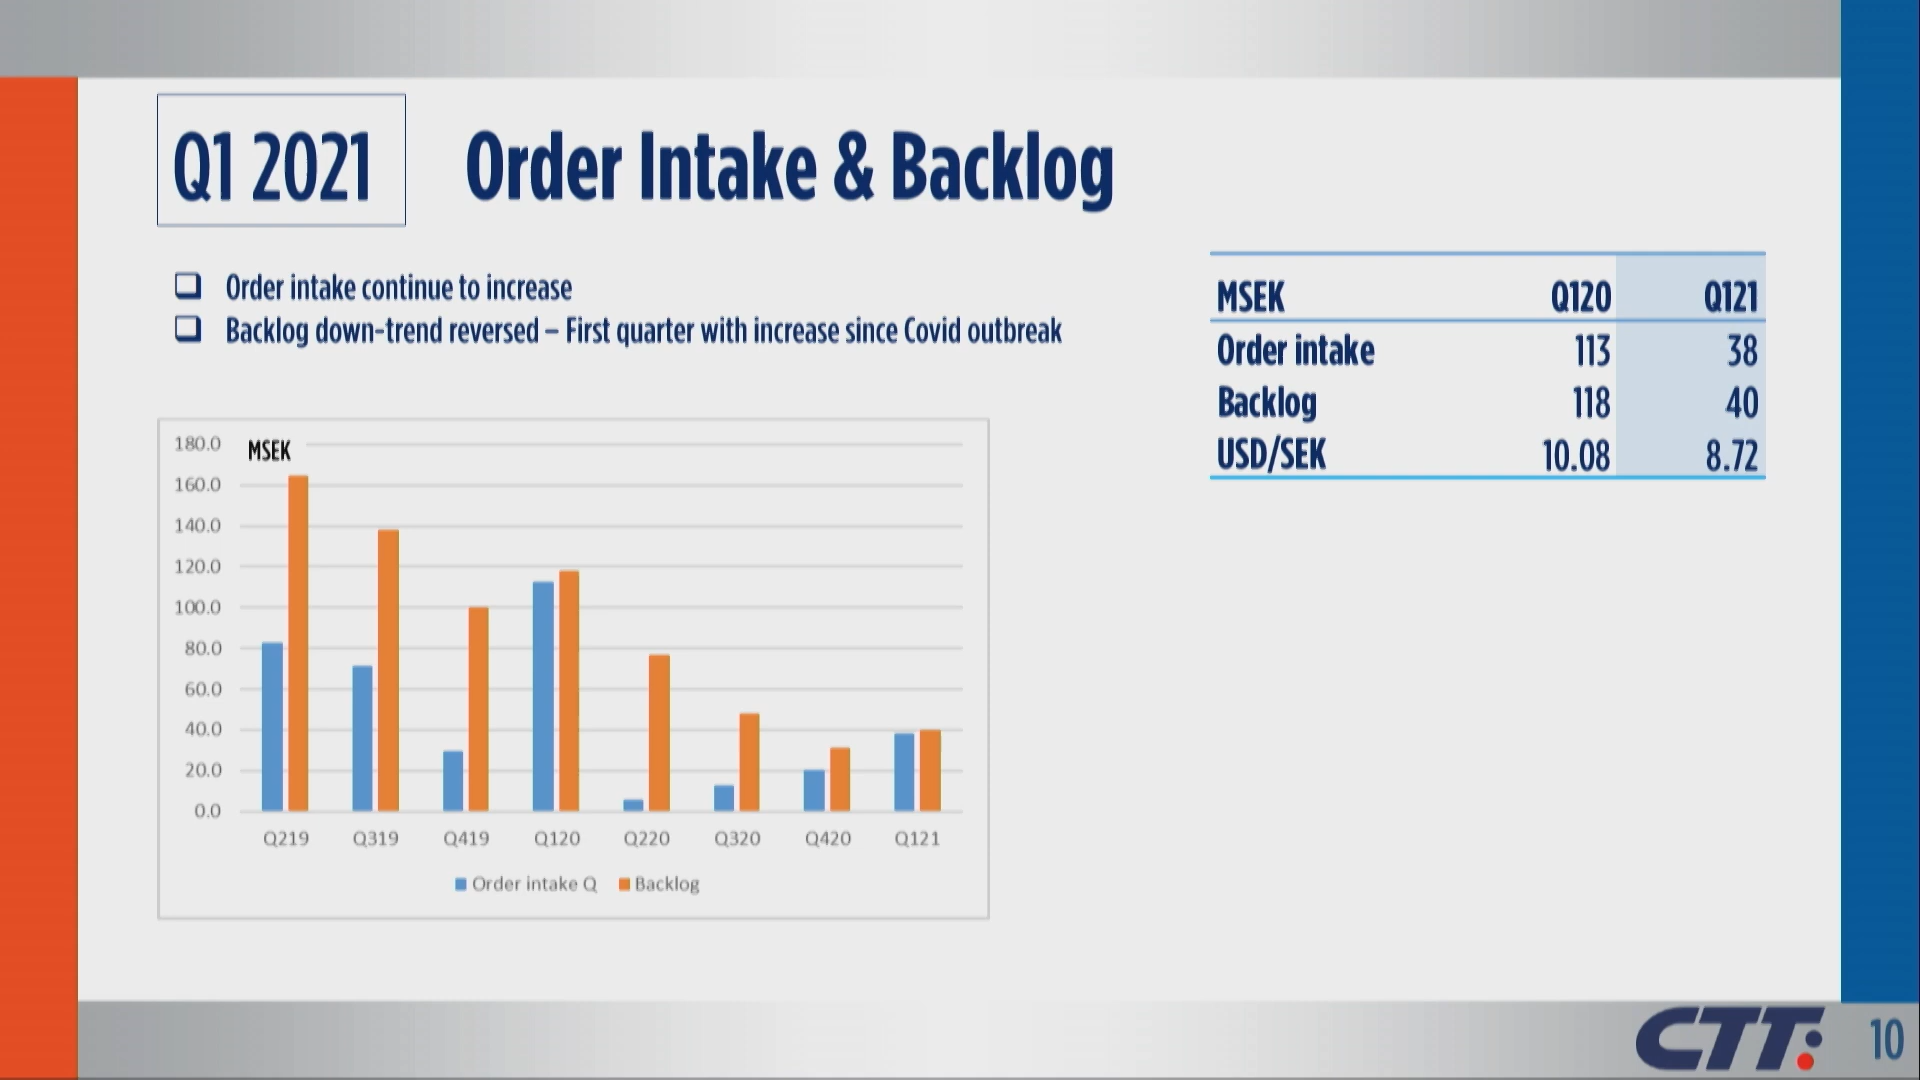 Q1 2021
Order Intake & Backlog
Order intake continue to increase
Backlog down-trend reversed – First quarter with increase since Covid outbreak
MSEK Q120 Q121
Order intake 113 38
Backlog 118 40
USD/SEK 10.08 8.72
MSEK
180.0
160.0
140.0
120.0
100.0
80.0
60.0
40.0
20.0
0.0
Q219 Q319 Q419 Q120 Q220 Q320 Q420 Q121
Order intake Q Backlog
CTT
10